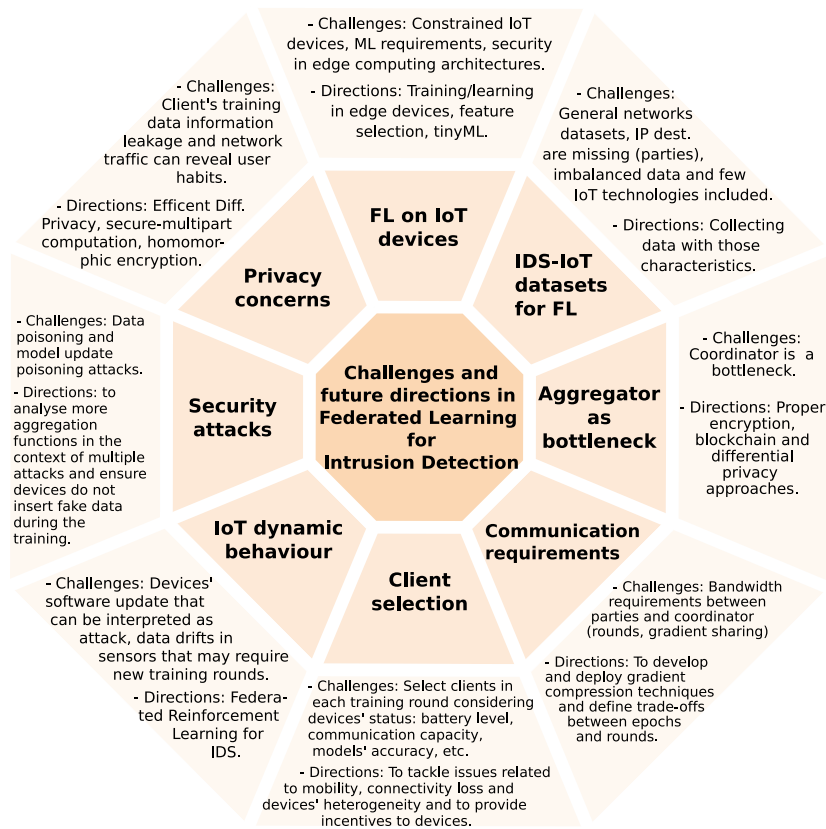 Challenges and
future directions in
Federated Learning
for
Intrusion Detection
FL on IoT
devices
- Challenges: Constrained IoT
devices, ML requirements, security
in edge computing architectures.
- Directions: Training/learning
in edge devices, feature
selection, tinyML.
IDS-IoT
datasets
for FL
- Challenges:
General networks
datasets, IP dest.
are missing (parties),
imbalanced data and few
IoT technologies included.
- Directions: Collecting
data with those
characteristics.
Aggregator
as
bottleneck
- Challenges:
Coordinator is a
bottleneck.
- Directions: Proper
encryption,
blockchain and
differential
privacy
approaches.
Communication
requirements
- Challenges: Bandwidth
requirements between
parties and coordinator
(rounds, gradient sharing)
- Directions: To develop
and deploy gradient
compression techniques
and define trade-offs
between epochs
and rounds.
Client
selection
- Challenges: Select clients in
each training round considering
devices' status: battery level,
communication capacity,
models' accuracy, etc.
- Directions: To tackle issues related
to mobility, connectivity loss and
devices' heterogeneity and to provide
incentives to devices.
IoT dynamic
behaviour
- Challenges: Devices'
software update that
can be interpreted as
attack, data drifts in
sensors that may require
new training rounds.
- Directions: Federa-
ted Reinforcement
Learning for
IDS.
Security
attacks
- Challenges: Data
poisoning and
model update
poisoning attacks.
- Directions: to
analyse more
aggregation
functions in the
context of multiple
attacks and ensure
devices do not
insert fake data
during the
training.
Privacy
concerns
- Challenges:
Client's training
data information
leakage and network
traffic can reveal user
habits.
- Directions: Efficent Diff.
Privacy, secure-multipart
computation, homomor-
phic encryption.